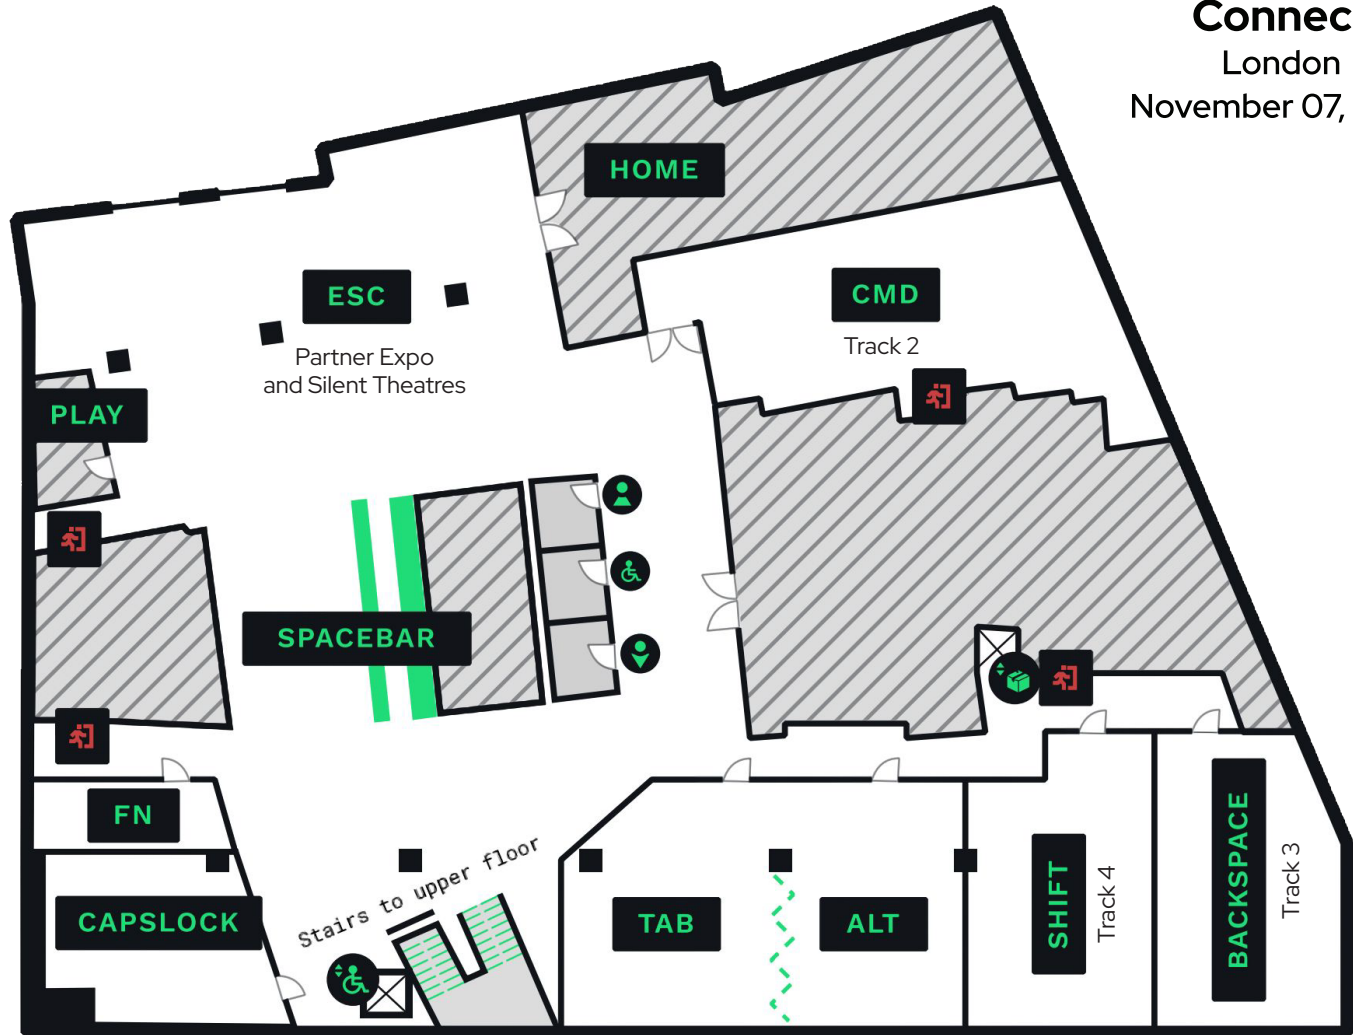 Connec
London
November 07,
HOME
ESC
CMD
Partner Expo
and Silent Theatres
Track 2
PLAY
SPACEBAR
FN
Stairs to upper floor
CAPSLOCK
TAB
ALT
SHIFT
Track 4
BACKSPACE
Track 3